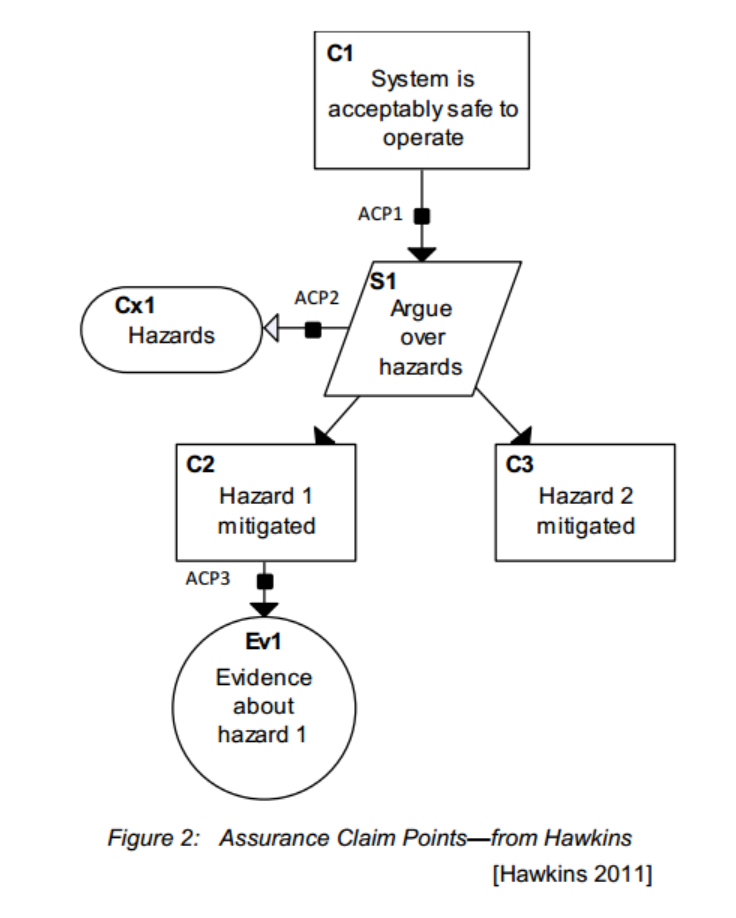 C1
System is
acceptably safe to
operate
ACP1
S1
Argue
over
hazards
ACP2
Cx1
Hazards
C2
Hazard 1
mitigated
C3
Hazard 2
mitigated
ACP3
Ev1
Evidence
about
hazard 1
Figure 2: Assurance Claim Points—from Hawkins
[Hawkins 2011]